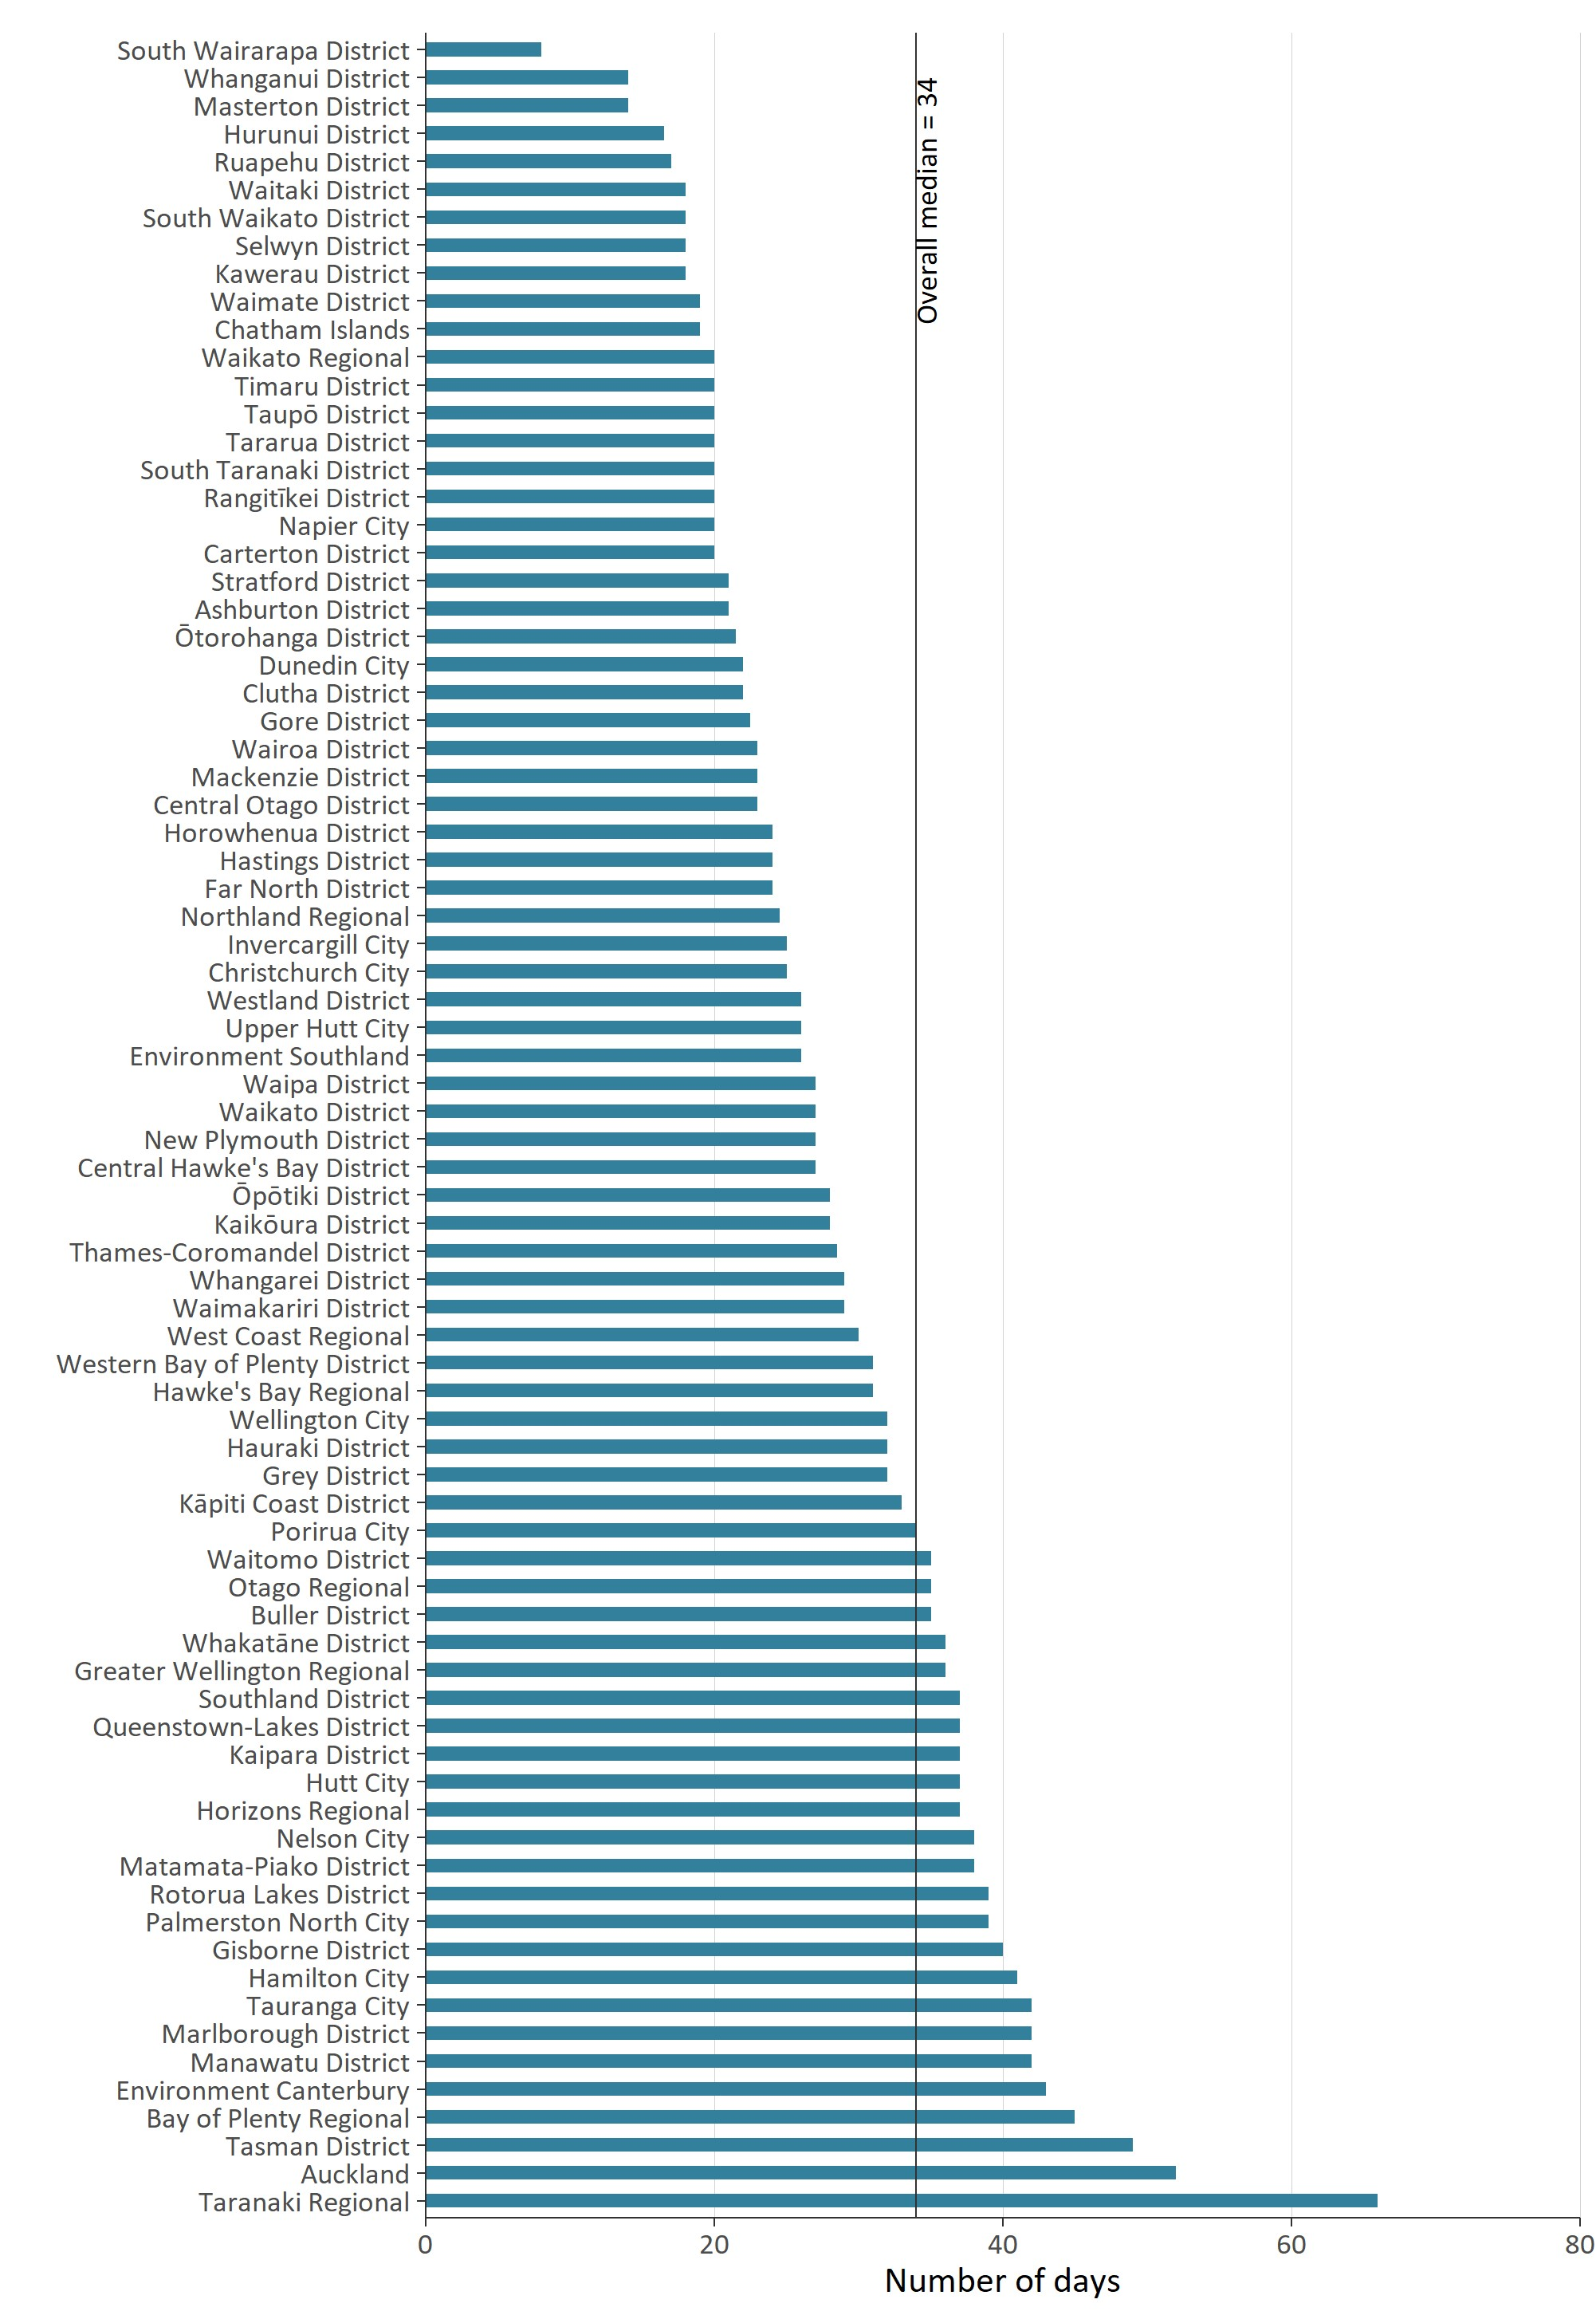 South Wairarapa District
Whanganui District
Masterton District
Hurunui District
Ruapehu District
Waitaki District
South Waikato District
Selwyn District
Kawerau District
Waimate District
Chatham Islands
Waikato Regional
Timaru District
Taupō District
Tararua District
South Taranaki District
Rangitīkei District
Napier City
Carterton District
Stratford District
Ashburton District
Ōtorohanga District
Dunedin City
Clutha District
Gore District
Wairoa District
Mackenzie District
Central Otago District
Horowhenua District
Hastings District
Far North District
Northland Regional
Invercargill City
Christchurch City
Westland District
Upper Hutt City
Environment Southland
Waipa District
Waikato District
New Plymouth District
Central Hawke's Bay District
Ōpōtiki District
Kaikōura District
Thames-Coromandel District
Whangarei District
Waimakariri District
West Coast Regional
Western Bay of Plenty District
Hawke's Bay Regional
Wellington City
Hauraki District
Grey District
Kāpiti Coast District
Porirua City
Waitomo District
Otago Regional
Buller District
Whakatāne District
Greater Wellington Regional
Southland District
Queenstown-Lakes District
Kaipara District
Hutt City
Horizons Regional
Nelson City
Matamata-Piako District
Rotorua Lakes District
Palmerston North City
Gisborne District
Hamilton City
Tauranga City
Marlborough District
Manawatu District
Environment Canterbury
Bay of Plenty Regional
Tasman District
Auckland
Taranaki Regional
Overall median = 34
0 20 40 60 80
Number of days